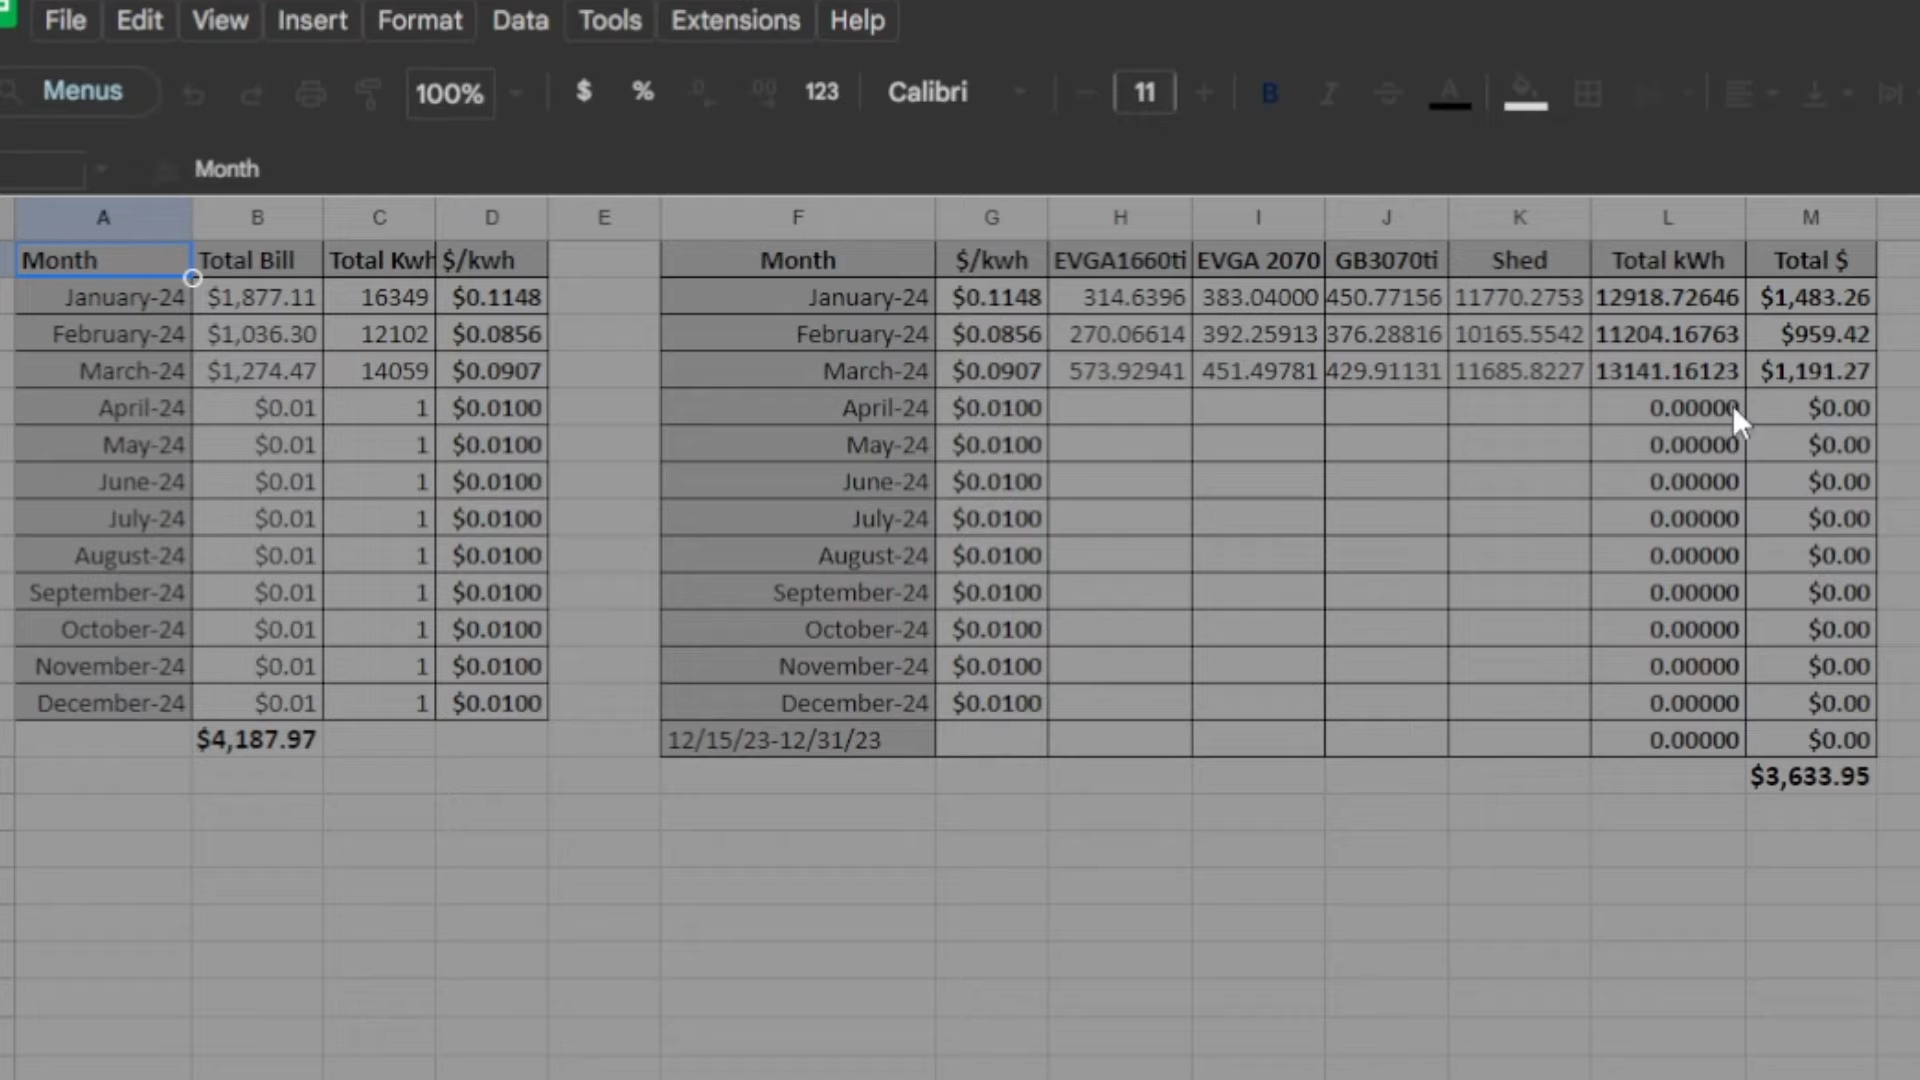 File Edit View Insert Format Data Tools Extensions Help
Menus 100% $ % .0 .00 123 Calibri 11 B I A
Month
A B C D E F G H I J K L M
Month Total Bill Total Kwh $/kwh Month $/kwh EVGA1660ti EVGA 2070 GB3070ti Shed Total kWh Total $
January-24 $1,877.11 16349 $0.1148 January-24 $0.1148 314.6396 383.04000 450.77156 11770.2753 12918.72646 $1,483.26
February-24 $1,036.30 12102 $0.0856 February-24 $0.0856 270.06614 392.25913 376.28816 10165.5542 11204.16763 $959.42
March-24 $1,274.47 14059 $0.0907 March-24 $0.0907 573.92941 451.49781 429.91131 11685.8227 13141.16123 $1,191.27
April-24 $0.01 1 $0.0100 April-24 $0.0100 0.00000 $0.00
May-24 $0.01 1 $0.0100 May-24 $0.0100 0.00000 $0.00
June-24 $0.01 1 $0.0100 June-24 $0.0100 0.00000 $0.00
July-24 $0.01 1 $0.0100 July-24 $0.0100 0.00000 $0.00
August-24 $0.01 1 $0.0100 August-24 $0.0100 0.00000 $0.00
September-24 $0.01 1 $0.0100 September-24 $0.0100 0.00000 $0.00
October-24 $0.01 1 $0.0100 October-24 $0.0100 0.00000 $0.00
November-24 $0.01 1 $0.0100 November-24 $0.0100 0.00000 $0.00
December-24 $0.01 1 $0.0100 December-24 $0.0100 0.00000 $0.00
$4,187.97 12/15/23-12/31/23 0.00000 $0.00
$3,633.95